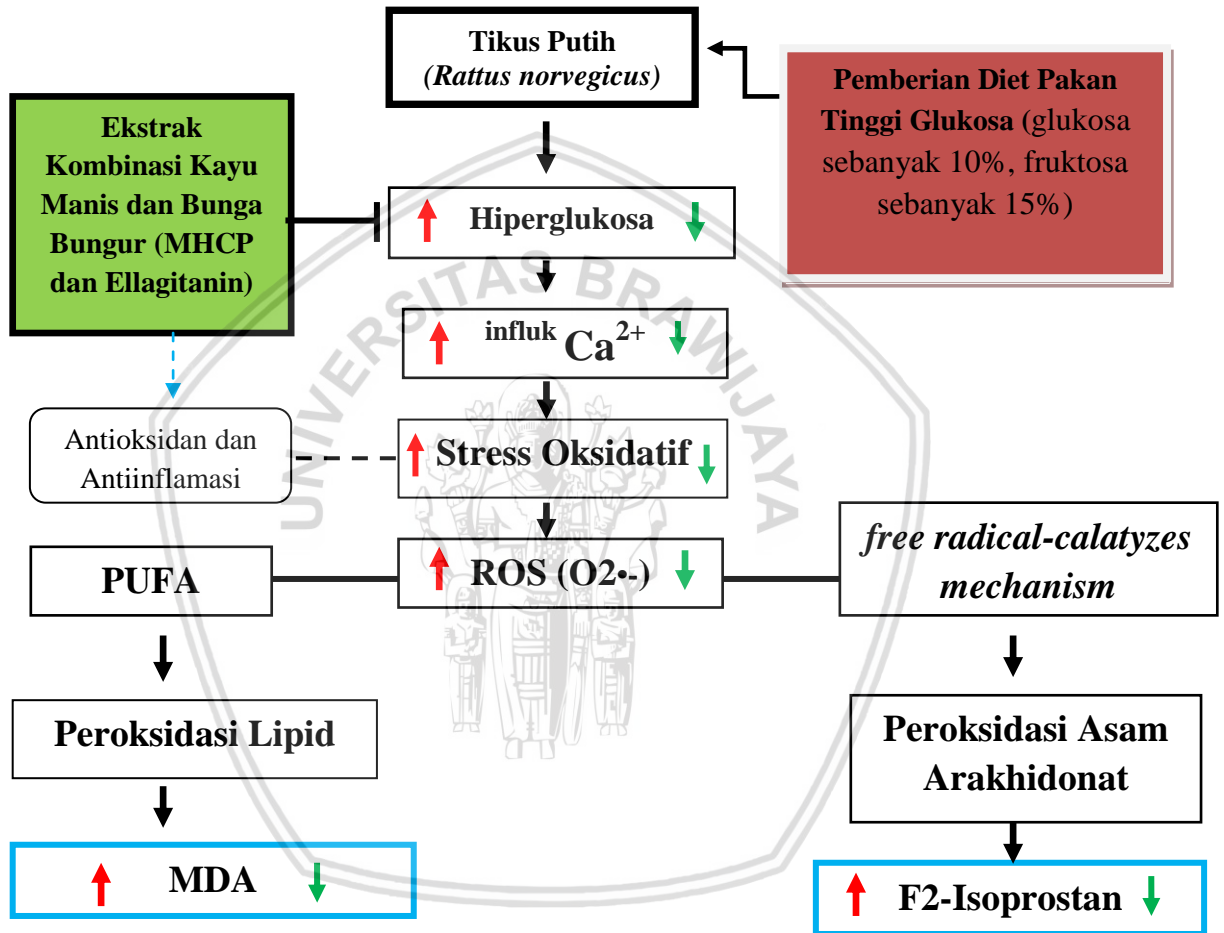 Tikus Putih
(Rattus norvegicus)
Pemberian Diet Pakan
Tinggi Glukosa (glukosa
sebanyak 10%, fruktosa
sebanyak 15%)
Ekstrak
Kombinasi Kayu
Manis dan Bunga
Bungur (MHCP
dan Ellagitanin)
Hiperglukosa
influk Ca²⁺
Antioksidan dan
Antiinflamasi
Stress Oksidatif
PUFA
ROS (O2•-)
free radical-calatyzes
mechanism
Peroksidasi Lipid
Peroksidasi Asam
Arakhidonat
MDA
F2-Isoprostan
UNIVERSITAS BRAWIJAYA